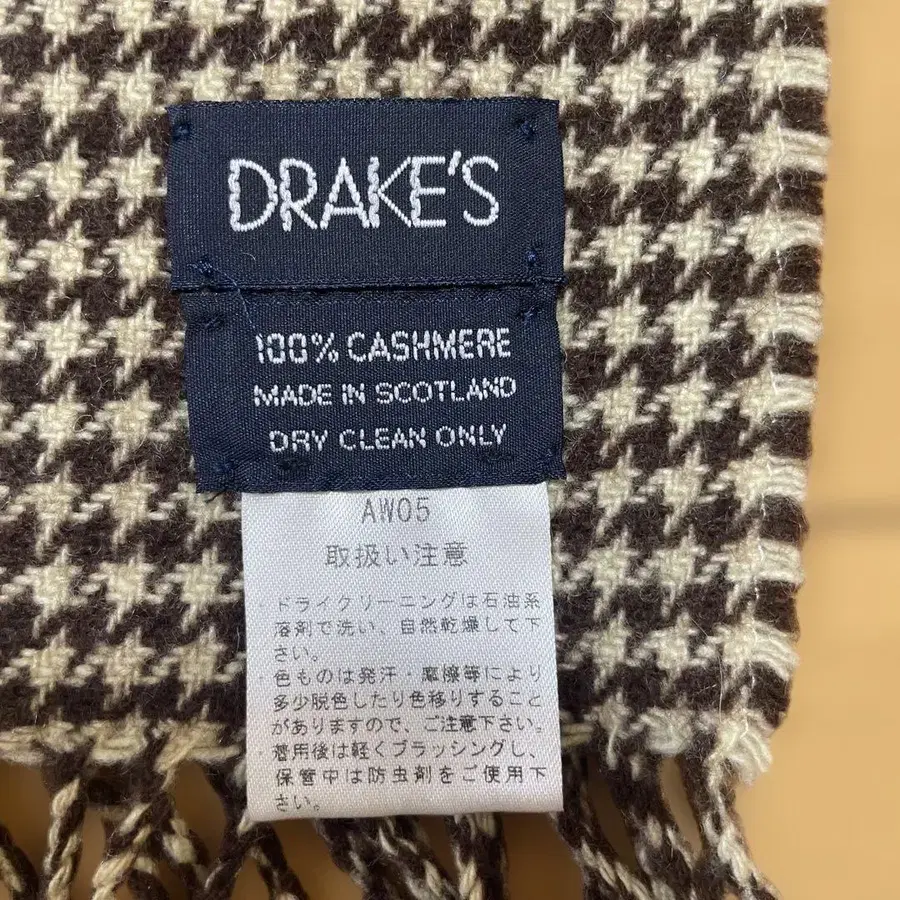 DRAKE'S
100% CASHMERE
MADE IN SCOTLAND
DRY CLEAN ONLY
AW05
取扱い注意
・ドライクリーニングは石油系
溶剤で洗い、自然乾燥して下
さい。
・色ものは発汗・摩擦等により
多少脱色したり色移りすること
がありますので、ご注意下さい。
・着用後は軽くブラッシングし、
保管中は防虫剤をご使用下
さい。